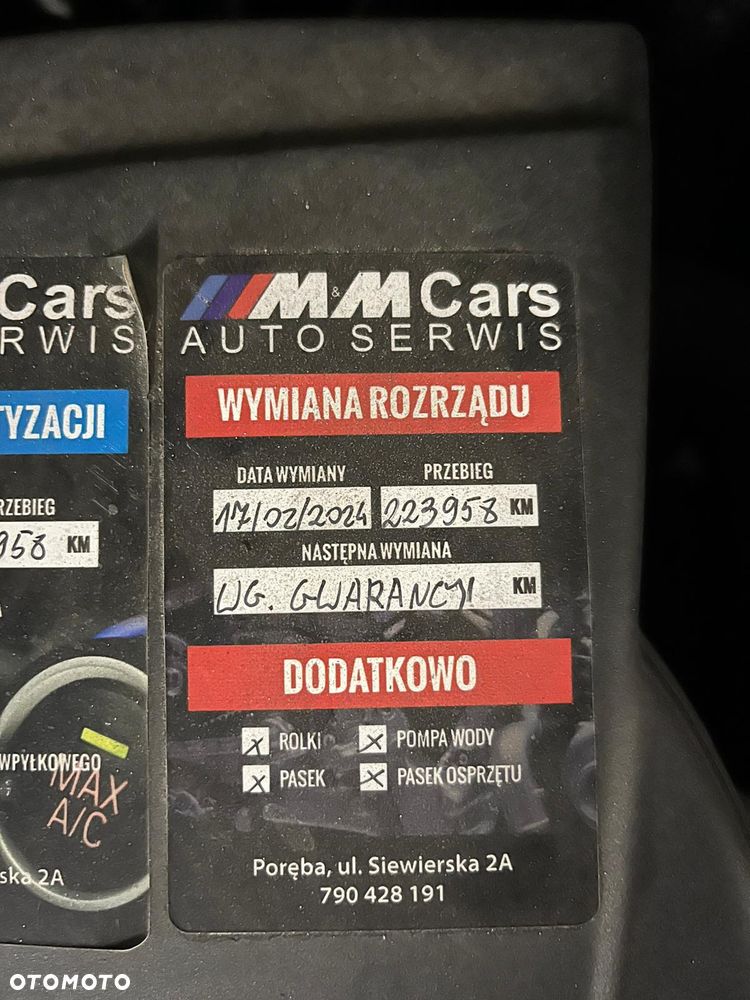 Cars
RWIS
TYZACJI
RZEBIEG
958 KM
WPYŁKOWEGO
MAX
A/C
ska 2A
M&M Cars
AUTO SERWIS
WYMIANA ROZRZĄDU
DATA WYMIANY PRZEBIEG
17/02/2024 223958 KM
NASTĘPNA WYMIANA
WG. GWARANCYI KM
DODATKOWO
X ROLKI X POMPA WODY
X PASEK X PASEK OSPRZĘTU
Poręba, ul. Siewierska 2A
790 428 191
OTOMOTO